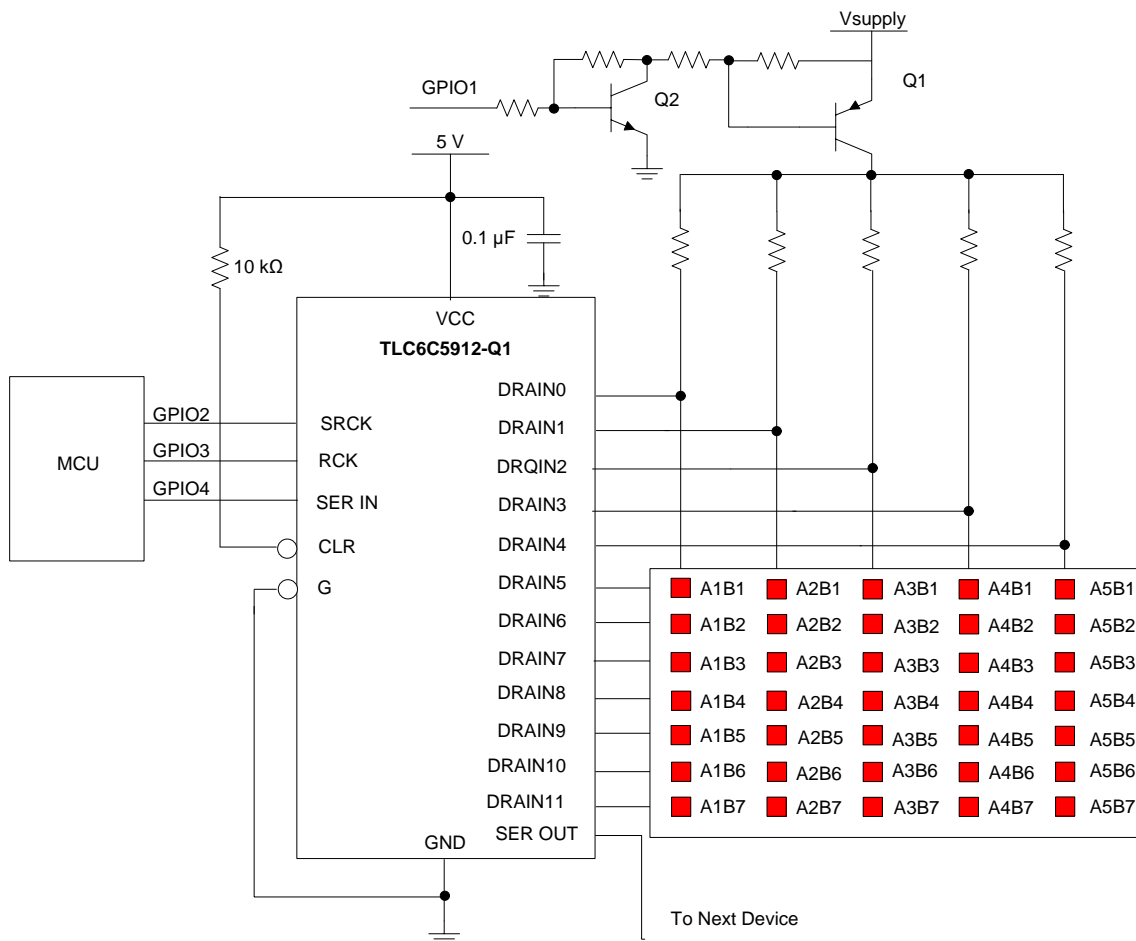 Vsupply
GPIO1
Q2
Q1
5 V
0.1 µF
10 kΩ
VCC
TLC6C5912-Q1
MCU
GPIO2
GPIO3
GPIO4
SRCK
RCK
SER IN
CLR
G
GND
DRAIN0
DRAIN1
DRQIN2
DRAIN3
DRAIN4
DRAIN5
DRAIN6
DRAIN7
DRAIN8
DRAIN9
DRAIN10
DRAIN11
SER OUT
A1B1 A2B1 A3B1 A4B1 A5B1
A1B2 A2B2 A3B2 A4B2 A5B2
A1B3 A2B3 A3B3 A4B3 A5B3
A1B4 A2B4 A3B4 A4B4 A5B4
A1B5 A2B5 A3B5 A4B5 A5B5
A1B6 A2B6 A3B6 A4B6 A5B6
A1B7 A2B7 A3B7 A4B7 A5B7
To Next Device